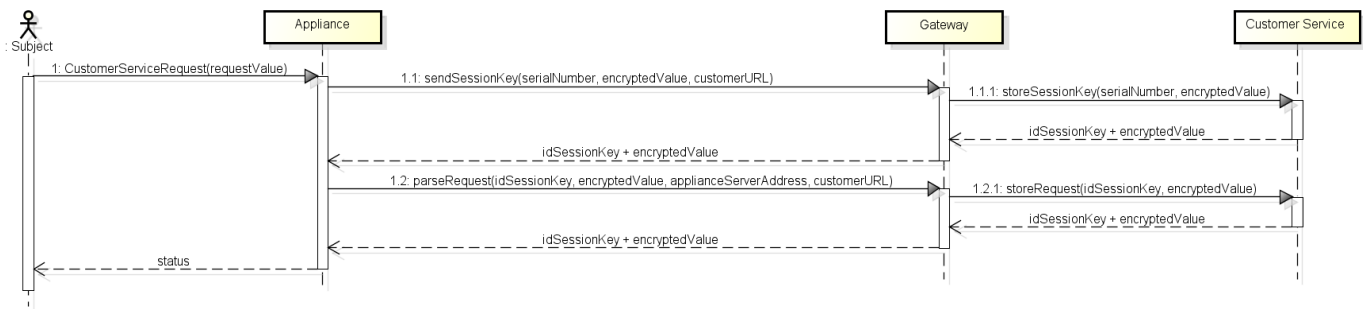 Appliance
Gateway
Customer Service
: Subject
1: CustomerServiceRequest(requestValue)
1.1: sendSessionKey(serialNumber, encryptedValue, customerURL)
1.1.1: storeSessionKey(serialNumber, encryptedValue)
idSessionKey + encryptedValue
idSessionKey + encryptedValue
1.2: parseRequest(idSessionKey, encryptedValue, applianceServerAddress, customerURL)
1.2.1: storeRequest(idSessionKey, encryptedValue)
idSessionKey + encryptedValue
idSessionKey + encryptedValue
status